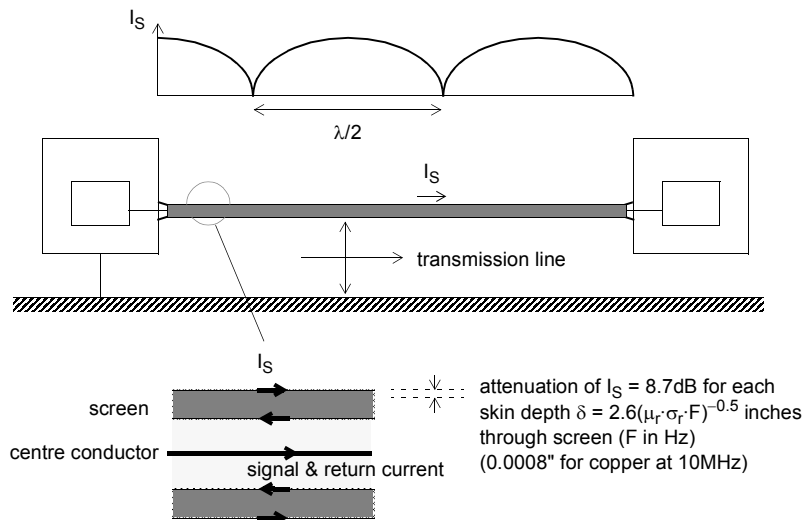 I_S
λ/2
I_S
transmission line
I_S
screen
centre conductor
signal & return current
attenuation of I_S = 8.7dB for each
skin depth δ = 2.6(μ_r·σ_r·F)^–0.5 inches
through screen (F in Hz)
(0.0008" for copper at 10MHz)